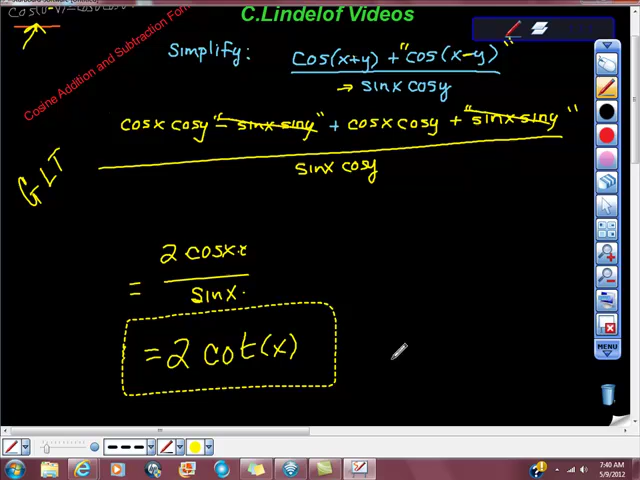 C.Lindelof Videos
Cosine Addition and Subtraction Form
Simplify: cos(x+y) + "cos(x-y)"
→ sinx cosy
cosx cosy "- sinx siny" + cosx cosy + "sinx siny"
sinx cosy
GLT
2 cosx
= sinx
= 2 cot(x)
MENU
7:40 AM
5/9/2012